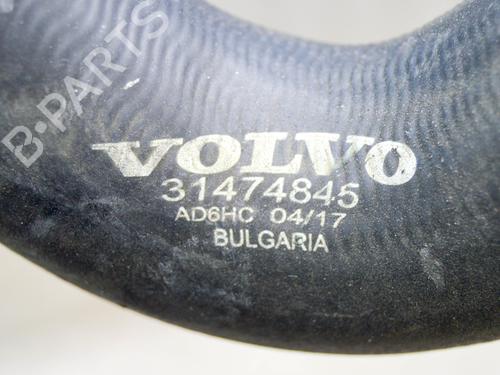 B-PARTS
VOLVO
31474845
AD6HC 04/17
BULGARIA